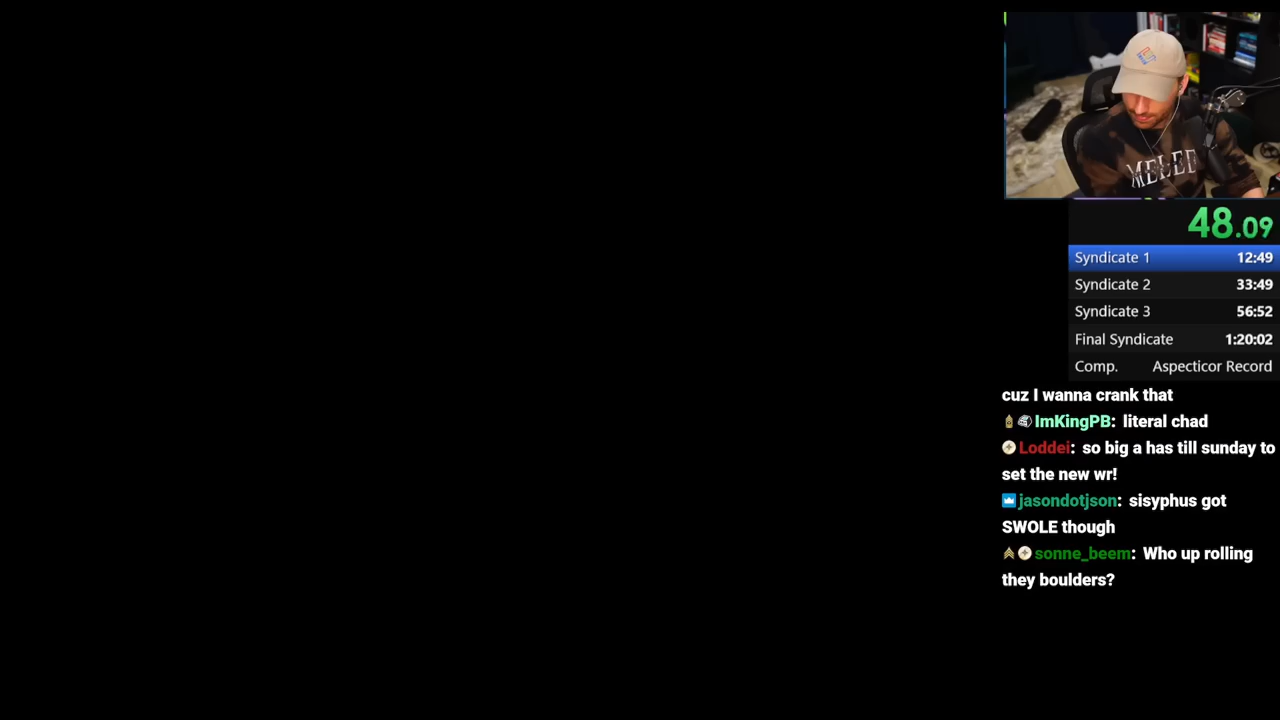 MELEE
48.09
Syndicate 1 12:49
Syndicate 2 33:49
Syndicate 3 56:52
Final Syndicate 1:20:02
Comp. Aspecticor Record
cuz I wanna crank that
ImKingPB: literal chad
Loddei: so big a has till sunday to
set the new wr!
jasondotjson: sisyphus got
SWOLE though
sonne_beem: Who up rolling
they boulders?